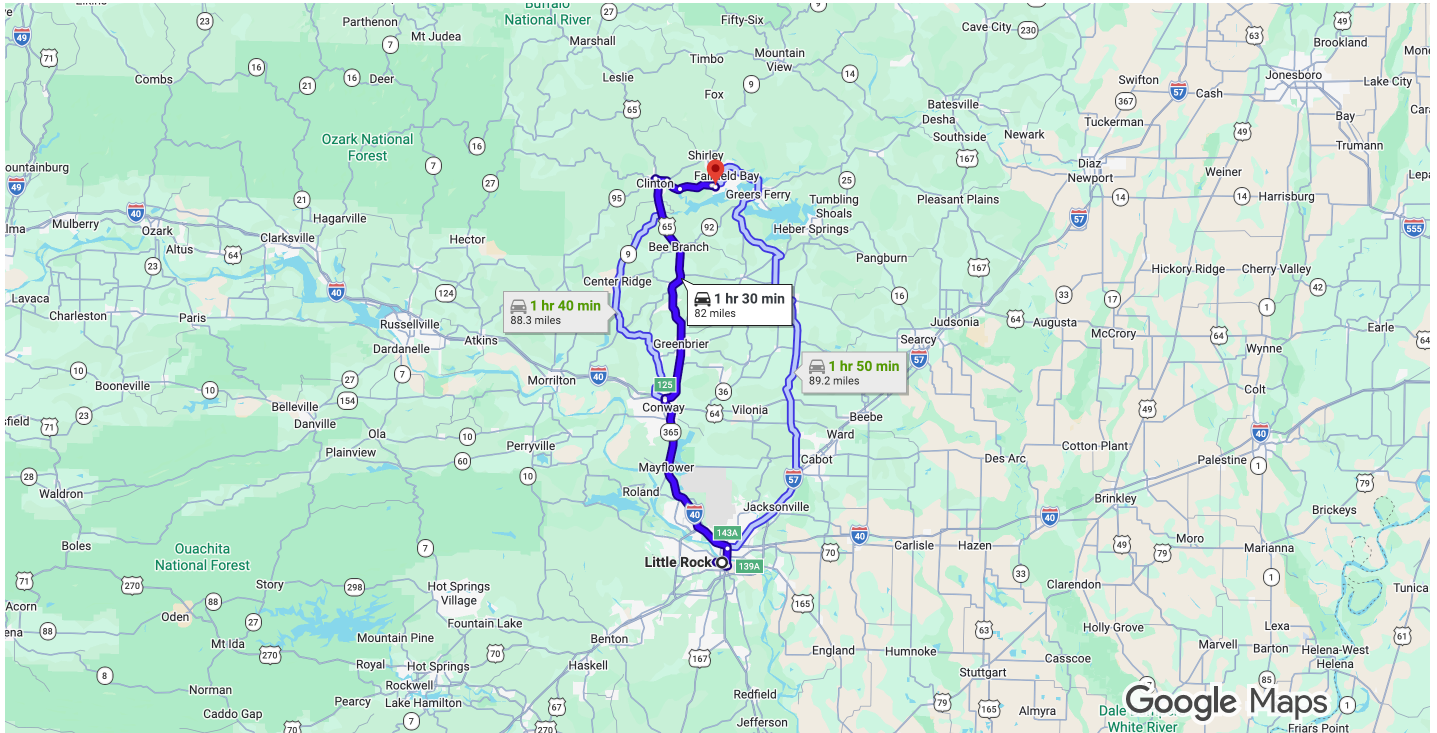 Buffalo
National River
Fifty-Six
Cave City
230
9
49
23
27
Parthenon
Mt Judea
Marshall
63
Brookland
49
71
7
Timbo
Mountain
View
Jonesboro
Combs
16
16
Deer
21
Leslie
9
14
Swifton
57
Cash
Lake City
65
Fox
Batesville
367
Desha
Tuckerman
Bay
Southside
Newark
49
Trumann
Ozark National
Forest
16
Shirley
167
Diaz
Newport
7
Fairfield Bay
Weiner
49
27
Clinton
25
Greers Ferry
Tumbling
Shoals
Pleasant Plains
14
14
Harrisburg
21
95
40
Hagarville
65
92
Heber Springs
57
555
Mulberry
Ozark
Clarksville
Hector
Bee Branch
Altus
64
9
Pangburn
23
167
Hickory Ridge
Cherry Valley
Center Ridge
42
40
124
1 hr 40 min
88.3 miles
1 hr 30 min
82 miles
16
33
17
1
Lavaca
Charleston
Paris
Russellville
Judsonia
64
Augusta
McCrory
64
Earle
Dardanelle
Atkins
Greenbrier
Searcy
57
Wynne
64
10
7
1 hr 50 min
89.2 miles
Booneville
10
27
Morrilton
40
125
36
Colt
154
Conway
64
Vilonia
49
23
Belleville
Danville
Beebe
71
Ola
10
365
Ward
40
Plainview
Perryville
Cotton Plant
60
Mayflower
Cabot
Des Arc
Palestine
1
28
10
57
79
Waldron
Roland
Brinkley
Jacksonville
Brickeys
40
40
143A
40
Boles
Ouachita
National Forest
7
Little Rock
139A
70
Carlisle
Hazen
49
79
Moro
Marianna
71
270
Story
298
Hot Springs
Village
33
Clarendon
1
Tunica
Acorn
88
165
Oden
27
Fountain Lake
88
Mountain Pine
Holly Grove
Lexa
Mt Ida
270
Benton
63
Marvell
Barton
61
70
England
Humnoke
Helena-West
Helena
Royal
Hot Springs
Haskell
167
Casscoe
8
Rockwell
Stuttgart
85
Norman
Pearcy
Lake Hamilton
Redfield
79
165
Almyra
1
Caddo Gap
7
67
Jefferson
White River
Friars Point
70
270
Google Maps